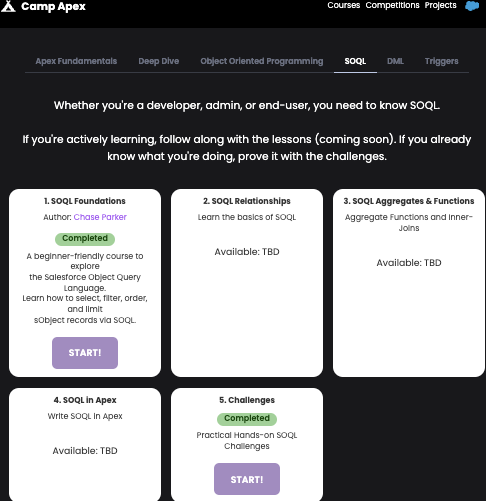 Camp Apex
Courses Competitions Projects
Apex Fundamentals Deep Dive Object Oriented Programming SOQL DML Triggers
Whether you're a developer, admin, or end-user, you need to know SOQL.
If you're actively learning, follow along with the lessons (coming soon). If you already
know what you're doing, prove it with the challenges.
1. SOQL Foundations
Author: Chase Parker
Completed
A beginner-friendly course to
explore
the Salesforce Object Query
Language.
Learn how to select, filter, order,
and limit
sObject records via SOQL.
START!
2. SOQL Relationships
Learn the basics of SOQL
Available: TBD
3. SOQL Aggregates & Functions
Aggregate Functions and Inner-
Joins
Available: TBD
4. SOQL in Apex
Write SOQL in Apex
Available: TBD
5. Challenges
Completed
Practical Hands-on SOQL
Challenges
START!